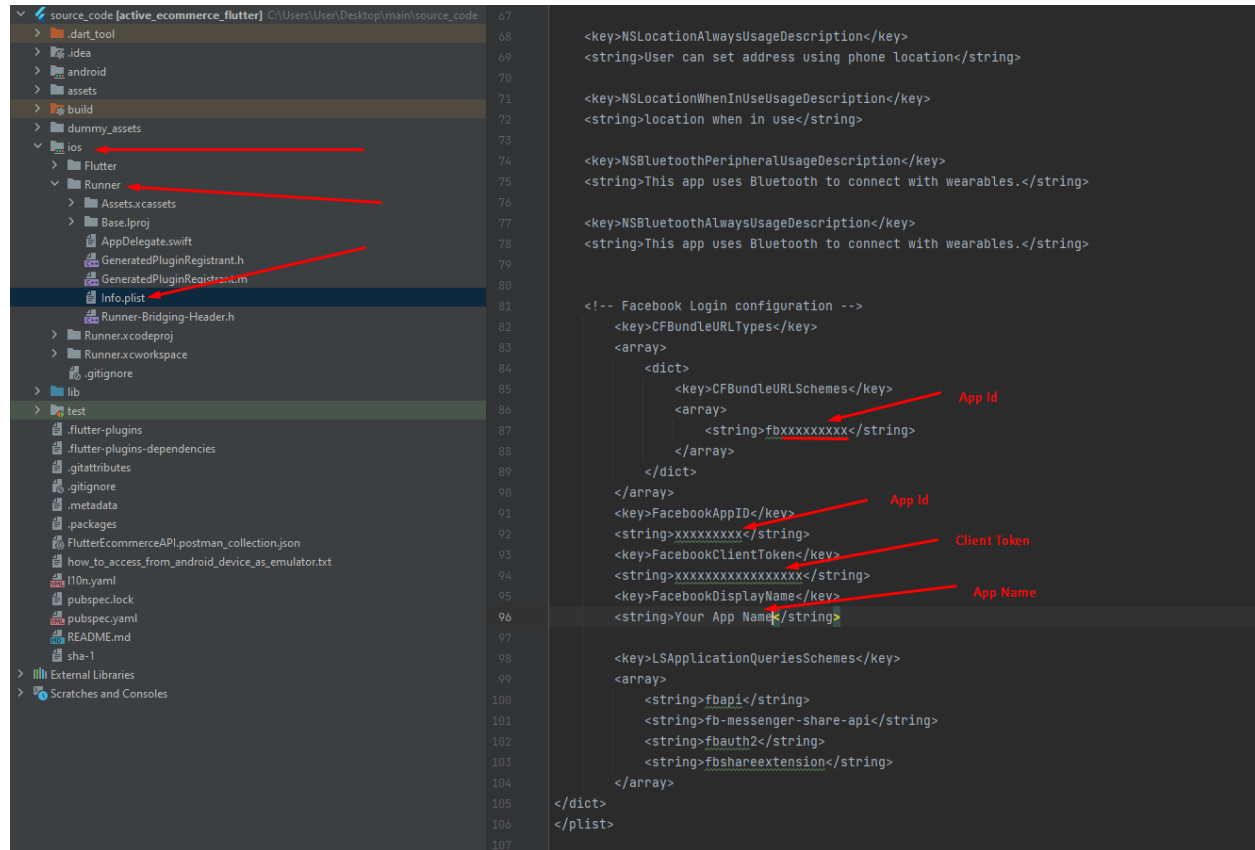 source_code [active_ecommerce_flutter] C:\Users\User\Desktop\main\source_code
.dart_tool
.idea
android
assets
build
dummy_assets
ios
Flutter
Runner
Assets.xcassets
Base.lproj
AppDelegate.swift
GeneratedPluginRegistrant.h
GeneratedPluginRegistrant.m
Info.plist
Runner-Bridging-Header.h
Runner.xcodeproj
Runner.xcworkspace
.gitignore
lib
test
.flutter-plugins
.flutter-plugins-dependencies
.gitattributes
.gitignore
.metadata
.packages
FlutterEcommerceAPI.postman_collection.json
how_to_access_from_android_device_as_emulator.txt
l10n.yaml
pubspec.lock
pubspec.yaml
README.md
sha-1
External Libraries
Scratches and Consoles
67
68 <key>NSLocationAlwaysUsageDescription</key>
69 <string>User can set address using phone location</string>
70
71 <key>NSLocationWhenInUseUsageDescription</key>
72 <string>location when in use</string>
73
74 <key>NSBluetoothPeripheralUsageDescription</key>
75 <string>This app uses Bluetooth to connect with wearables.</string>
76
77 <key>NSBluetoothAlwaysUsageDescription</key>
78 <string>This app uses Bluetooth to connect with wearables.</string>
79
80
81 <!-- Facebook Login configuration -->
82 <key>CFBundleURLTypes</key>
83 <array>
84 <dict>
85 <key>CFBundleURLSchemes</key>
App Id
86 <array>
87 <string>fbxxxxxxxxx</string>
88 </array>
89 </dict>
90 </array>
App Id
91 <key>FacebookAppID</key>
92 <string>xxxxxxxxx</string>
Client Token
93 <key>FacebookClientToken</key>
94 <string>xxxxxxxxxxxxxxxxx</string>
95 <key>FacebookDisplayName</key>
App Name
96 <string>Your App Name</string>
97
98 <key>LSApplicationQueriesSchemes</key>
99 <array>
100 <string>fbapi</string>
101 <string>fb-messenger-share-api</string>
102 <string>fbauth2</string>
103 <string>fbshareextension</string>
104 </array>
105 </dict>
106 </plist>
107